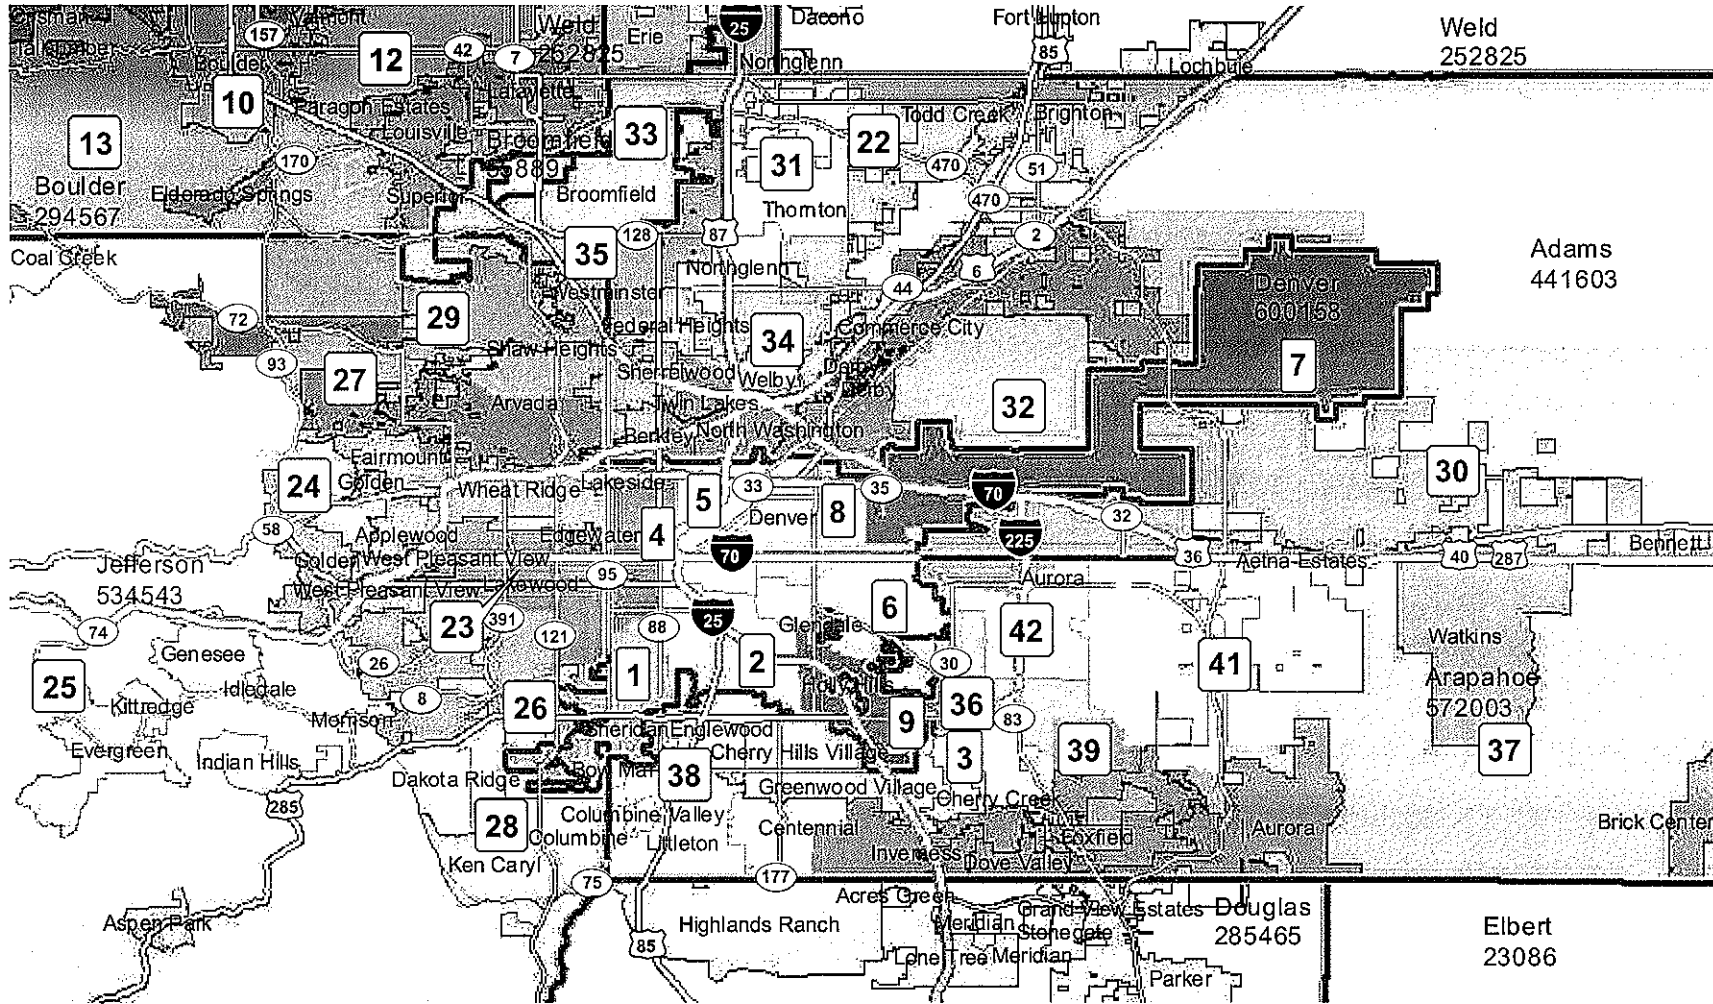 Valmont
Dacono
Fort Lupton
Weld
252825
Weld
252825
Erie
25
157
12
42
7
85
Boulder
Northglenn
Lochbuie
10
Lafayette
Paragon Estates
Louisville
33
Todd Creek
Brighton
13
Broomfield
22
31
170
470
51
Boulder
294567
Eldorado Springs
Superior
Broomfield
Thornton
470
128
87
2
35
Coal Creek
Northglenn
6
Adams
441603
Westminster
44
Denver
600158
72
29
Federal Heights
Commerce City
34
Shaw Heights
93
27
Sherrelwood
Welby
Derby
Derby
7
Arvada
Twin Lakes
32
Berkley
North Washington
Fairmount
24
Golden
Wheat Ridge
Lakeside
5
33
35
70
30
8
Denver
32
58
Applewood
Edgewater
4
225
36
Golden
West Pleasant View
70
Aetna Estates
40
287
Bennett
Jefferson
534543
West Pleasant View
Lakewood
95
Aurora
6
74
23
391
121
88
25
Glendale
42
Genesee
26
2
30
41
Watkins
25
Idledale
8
1
Holly Hills
Arapahoe
572003
Kittredge
Morrison
26
9
36
83
Evergreen
Indian Hills
Sheridan
Englewood
Cherry Hills Village
39
37
Dakota Ridge
Bow Mar
38
3
285
Greenwood Village
Cherry Creek
28
Columbine Valley
Columbine
Littleton
Centennial
Foxfield
Aurora
Brick Center
Ken Caryl
Inverness
Dove Valley
75
177
Acres Green
Aspen Park
Highlands Ranch
Meridian
Grand View Estates
Stonegate
Douglas
285465
Elbert
23086
85
Lone Tree
Meridian
Parker